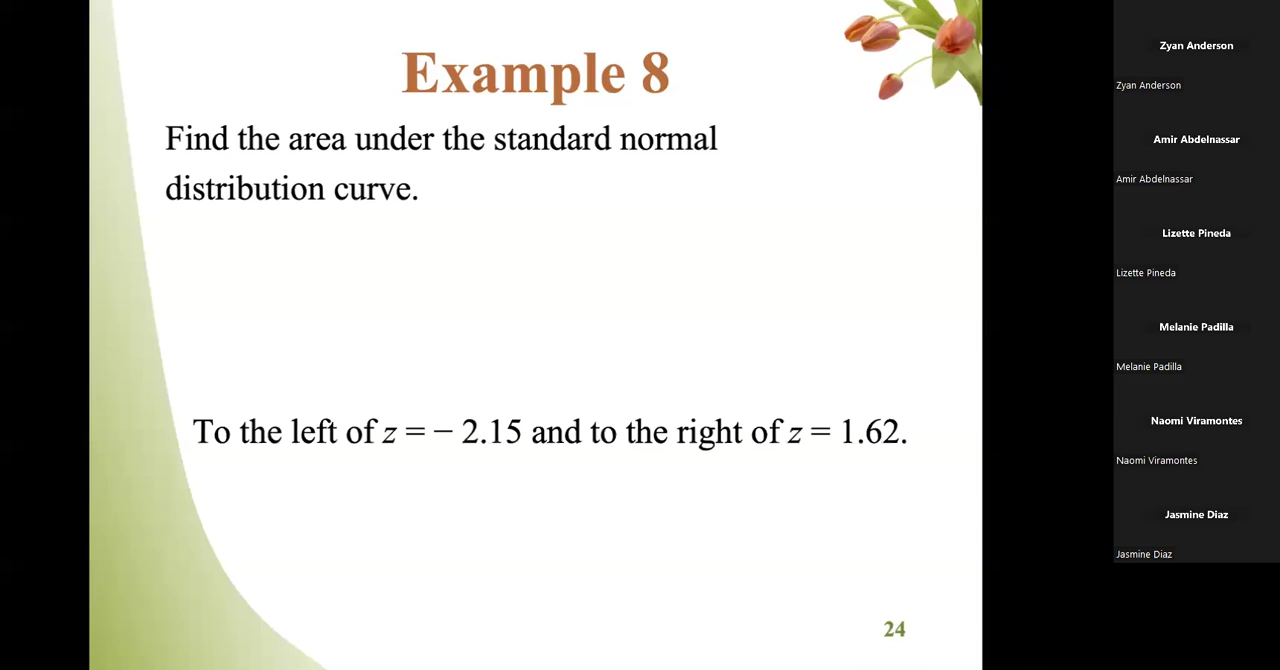 Example 8
Find the area under the standard normal
distribution curve.
To the left of z = − 2.15 and to the right of z = 1.62.
24
Zyan Anderson
Zyan Anderson
Amir Abdelnassar
Amir Abdelnassar
Lizette Pineda
Lizette Pineda
Melanie Padilla
Melanie Padilla
Naomi Viramontes
Naomi Viramontes
Jasmine Diaz
Jasmine Diaz